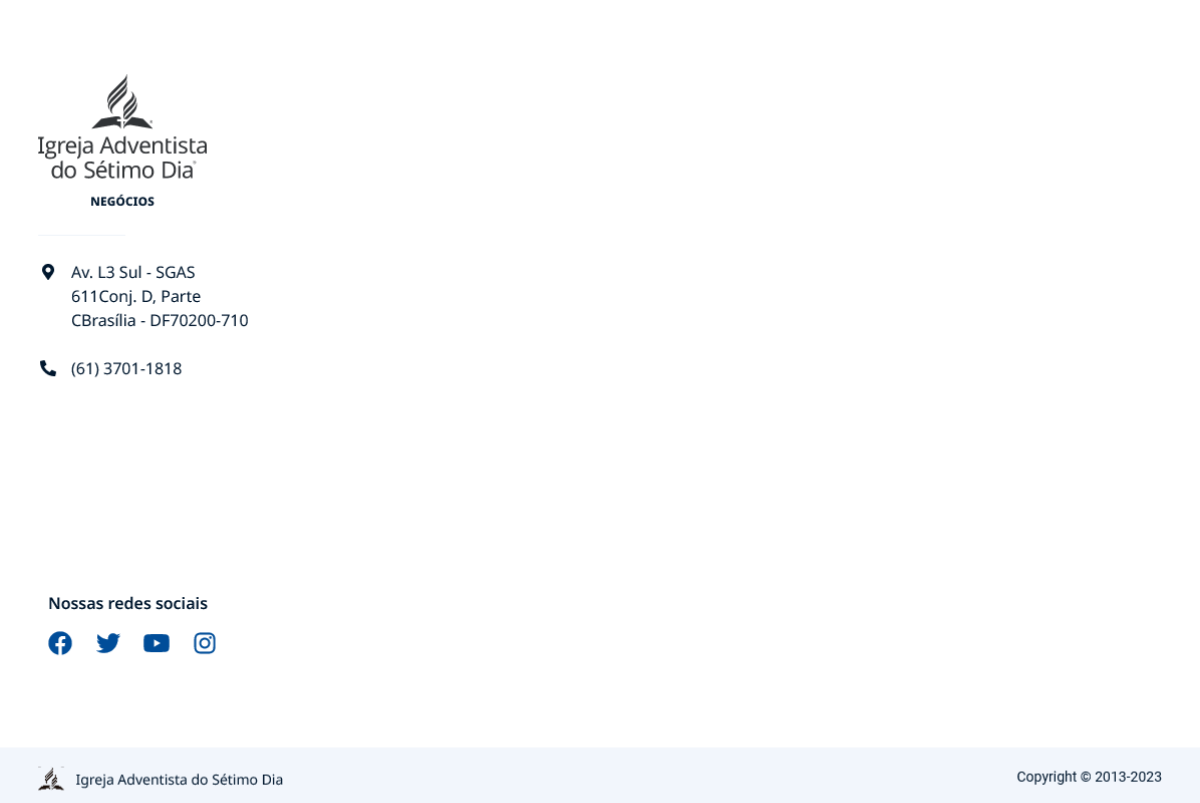 Igreja Adventista
do Sétimo Dia
NEGÓCIOS
Av. L3 Sul - SGAS
611Conj. D, Parte
CBrasília - DF70200-710
(61) 3701-1818
Nossas redes sociais
Igreja Adventista do Sétimo Dia
Copyright © 2013-2023